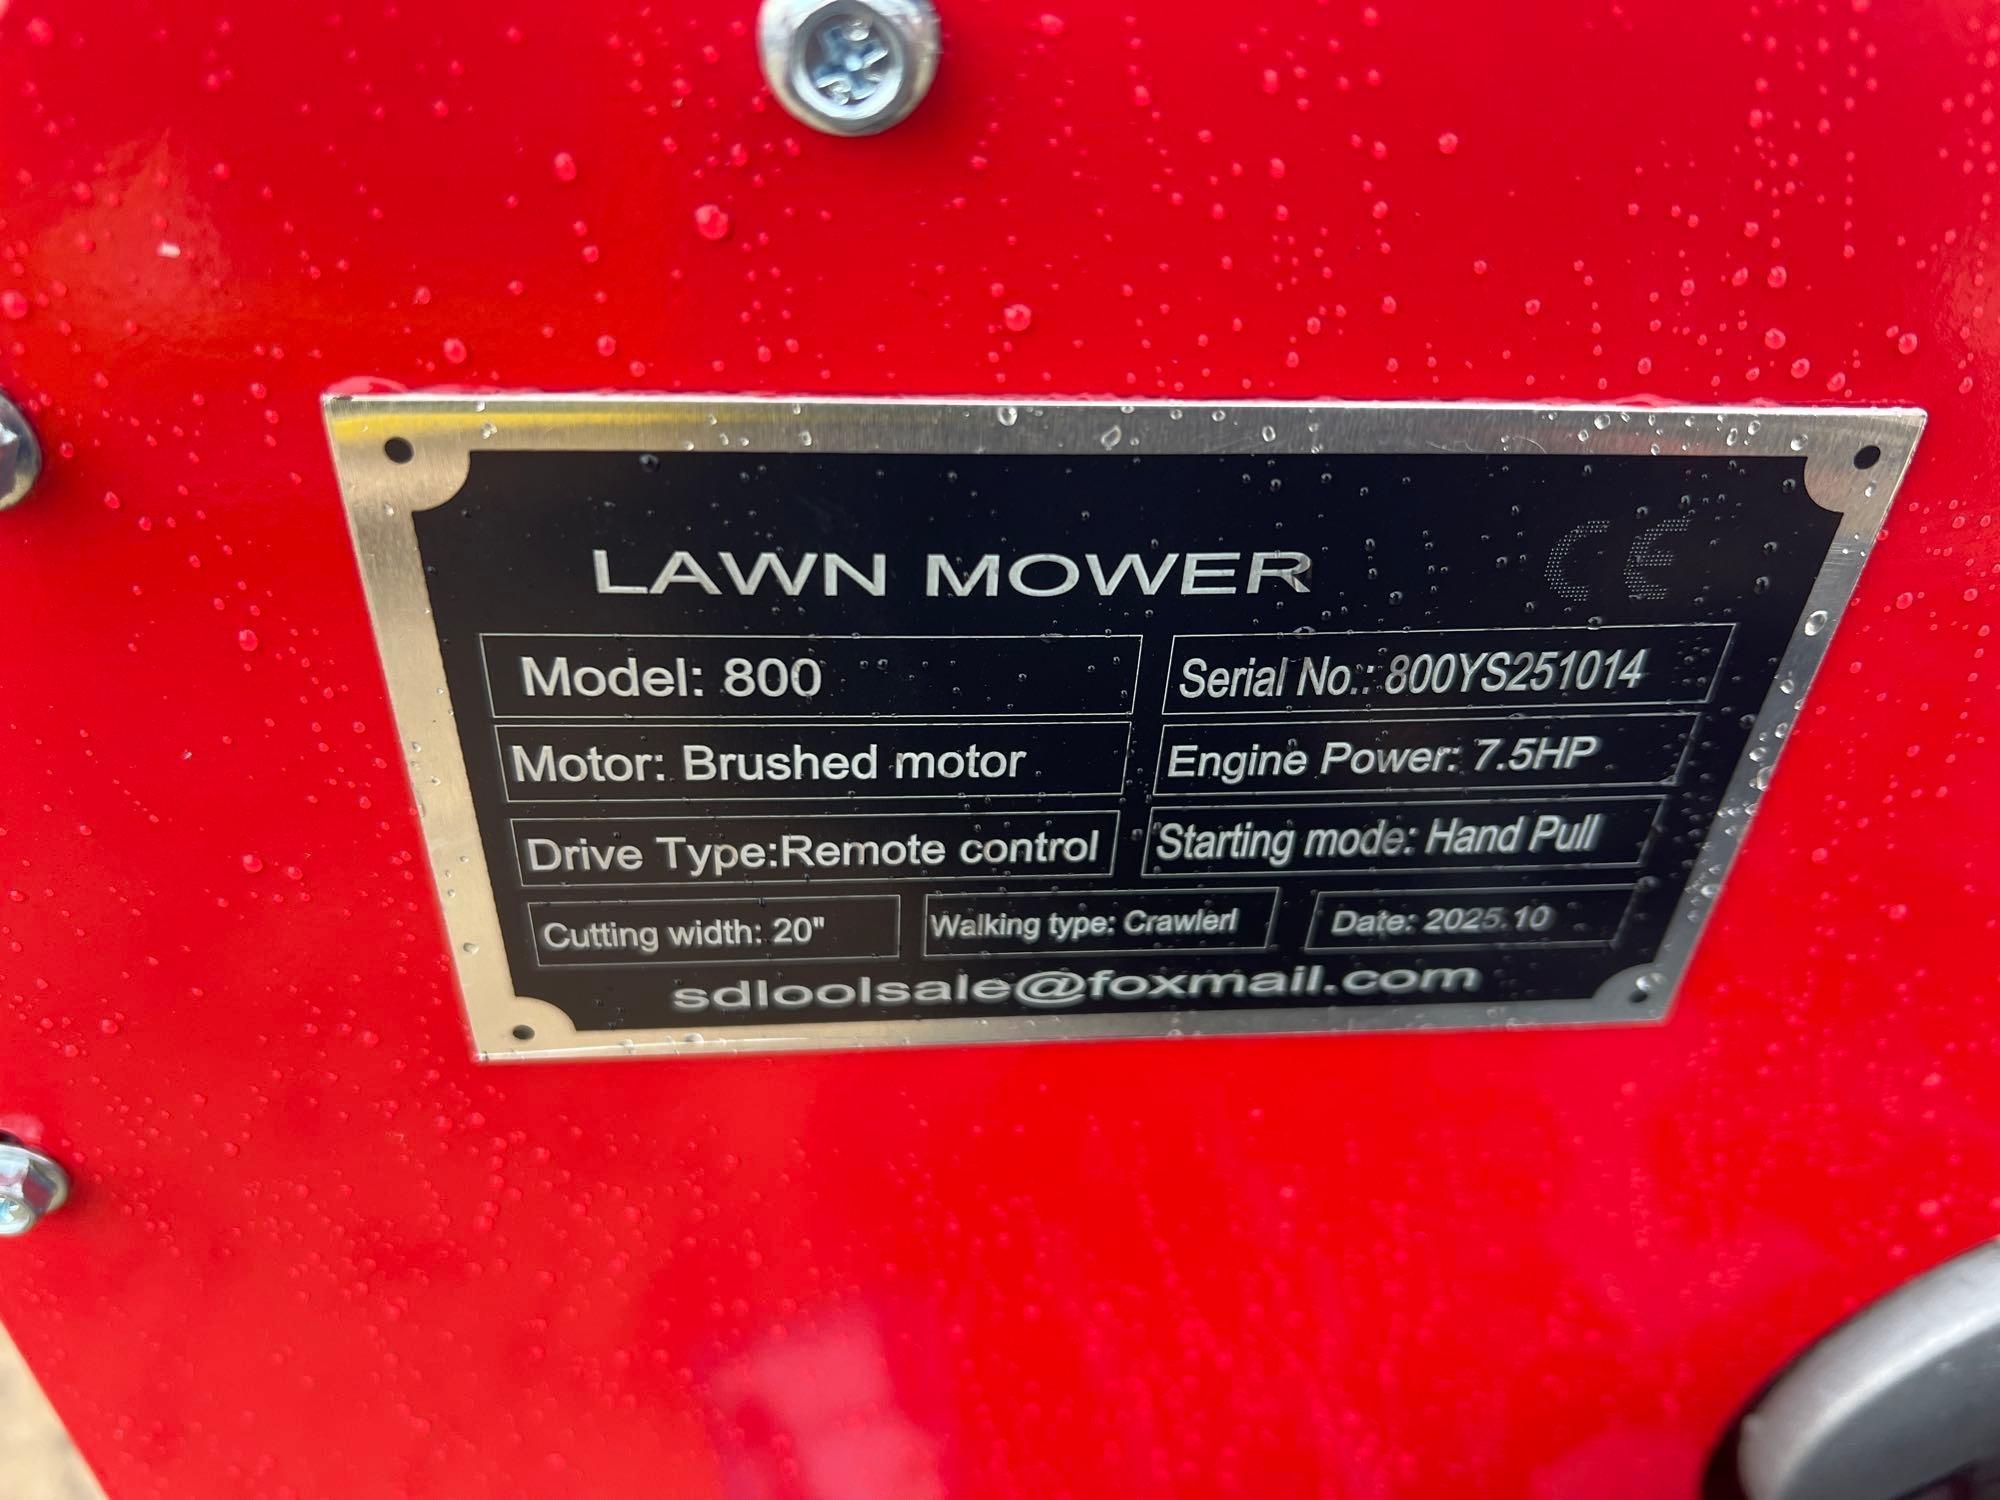 LAWN MOWER CE
Model: 800 Serial No.: 800YS251014
Motor: Brushed motor Engine Power: 7.5HP
Drive Type:Remote control Starting mode: Hand Pull
Cutting width: 20" Walking type: Crawlerl Date: 2025.10
sdloolsale@foxmail.com